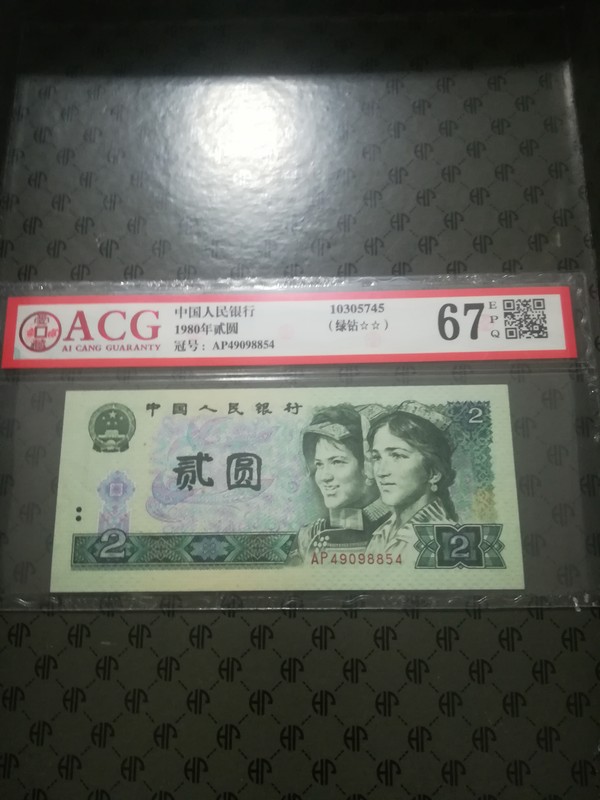 ACG
AI CANG GUARANTY
中国人民银行
1980年贰圆
冠号: AP49098854
10305745
(绿钻☆☆)
67
EPQ
中国人民银行
贰圆
2
2
2
AP49098854